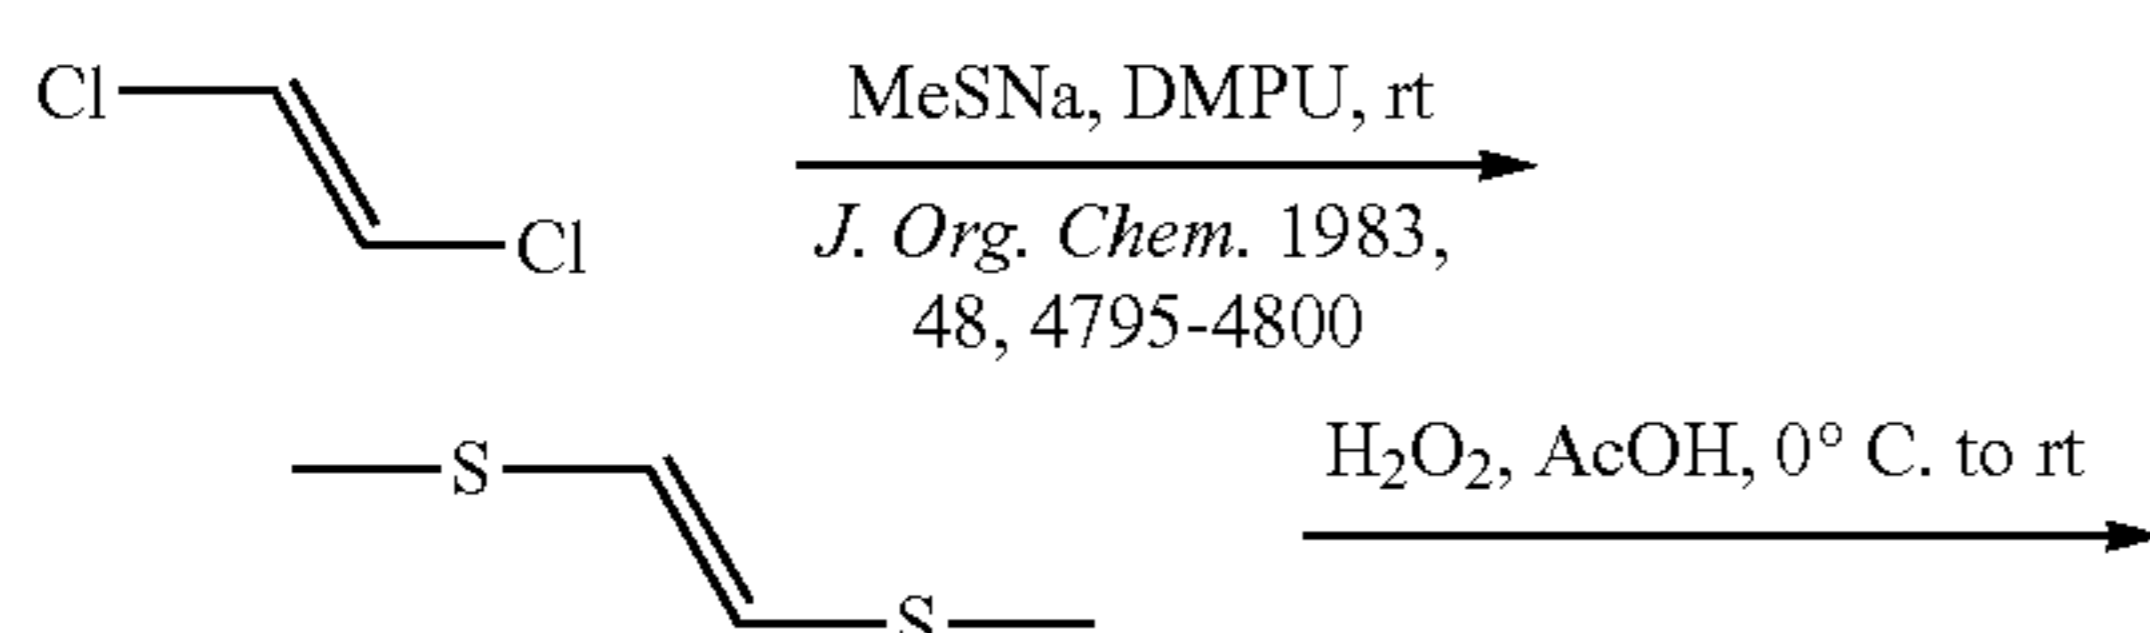 Cl
MeSNa, DMPU, rt
Cl
J. Org. Chem. 1983,
48, 4795-4800
S
H₂O₂, AcOH, 0° C. to rt
S